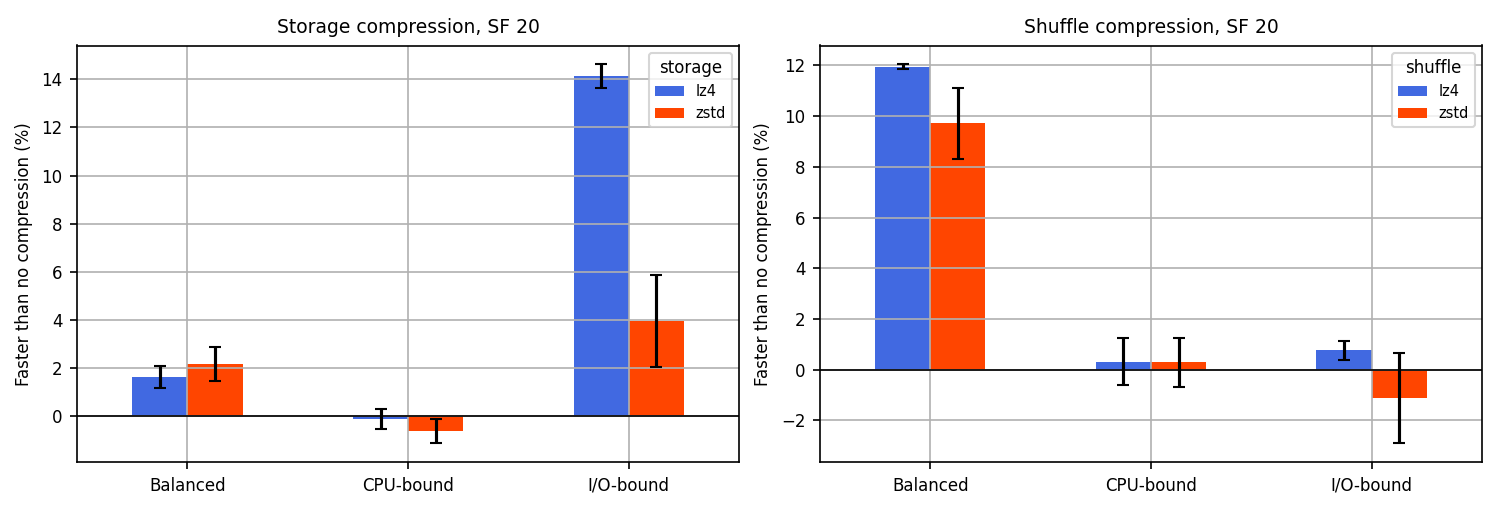 Storage compression, SF 20
Faster than no compression (%)
14
12
10
8
6
4
2
0
storage
lz4
zstd
Balanced
CPU-bound
I/O-bound
Shuffle compression, SF 20
Faster than no compression (%)
12
10
8
6
4
2
0
−2
shuffle
lz4
zstd
Balanced
CPU-bound
I/O-bound